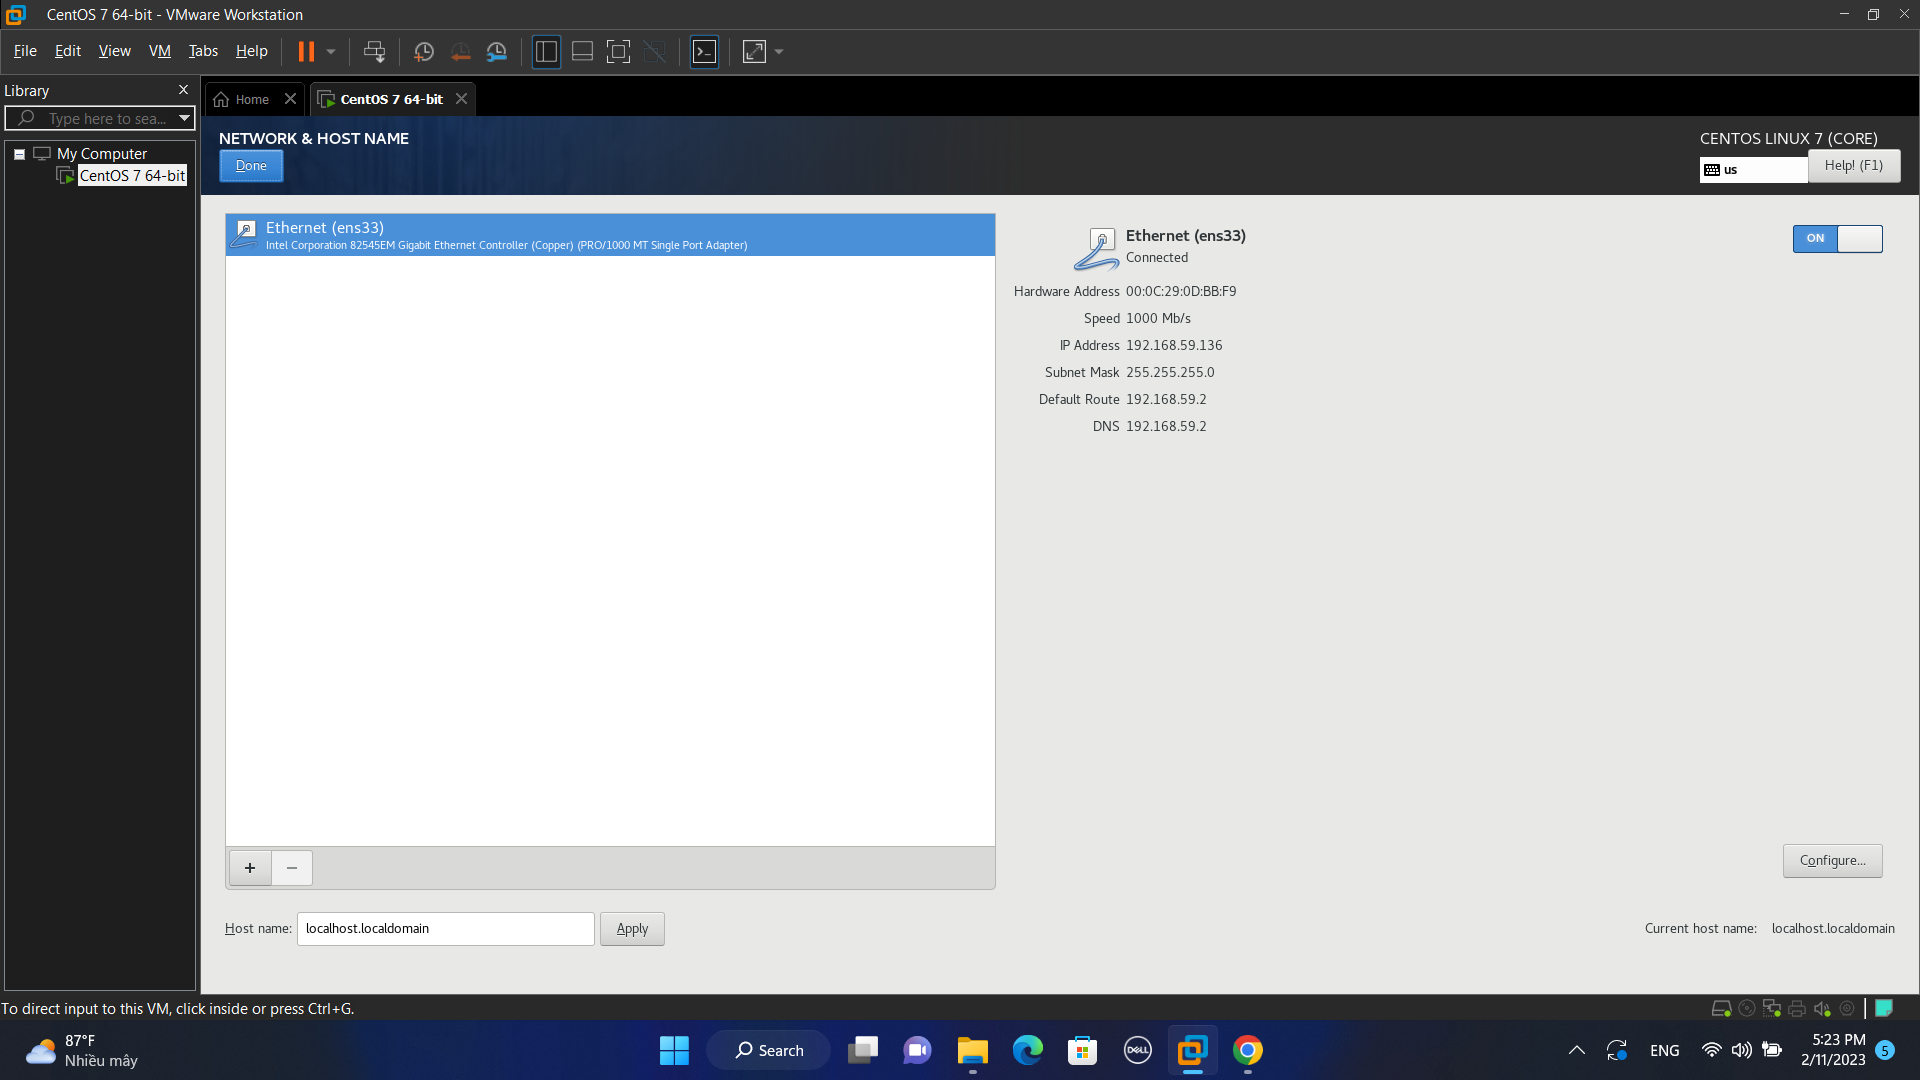 CentOS 7 64-bit - VMware Workstation
File Edit View VM Tabs Help
Library
Type here to sea...
My Computer
CentOS 7 64-bit
Home
CentOS 7 64-bit
NETWORK & HOST NAME
Done
CENTOS LINUX 7 (CORE)
us
Help! (F1)
Ethernet (ens33)
Intel Corporation 82545EM Gigabit Ethernet Controller (Copper) (PRO/1000 MT Single Port Adapter)
Ethernet (ens33)
Connected
ON
Hardware Address 00:0C:29:0D:BB:F9
Speed 1000 Mb/s
IP Address 192.168.59.136
Subnet Mask 255.255.255.0
Default Route 192.168.59.2
DNS 192.168.59.2
+ −
Configure...
Host name: localhost.localdomain Apply
Current host name: localhost.localdomain
To direct input to this VM, click inside or press Ctrl+G.
87°F
Nhiều mây
Search
DELL
ENG
5:23 PM
2/11/2023
5